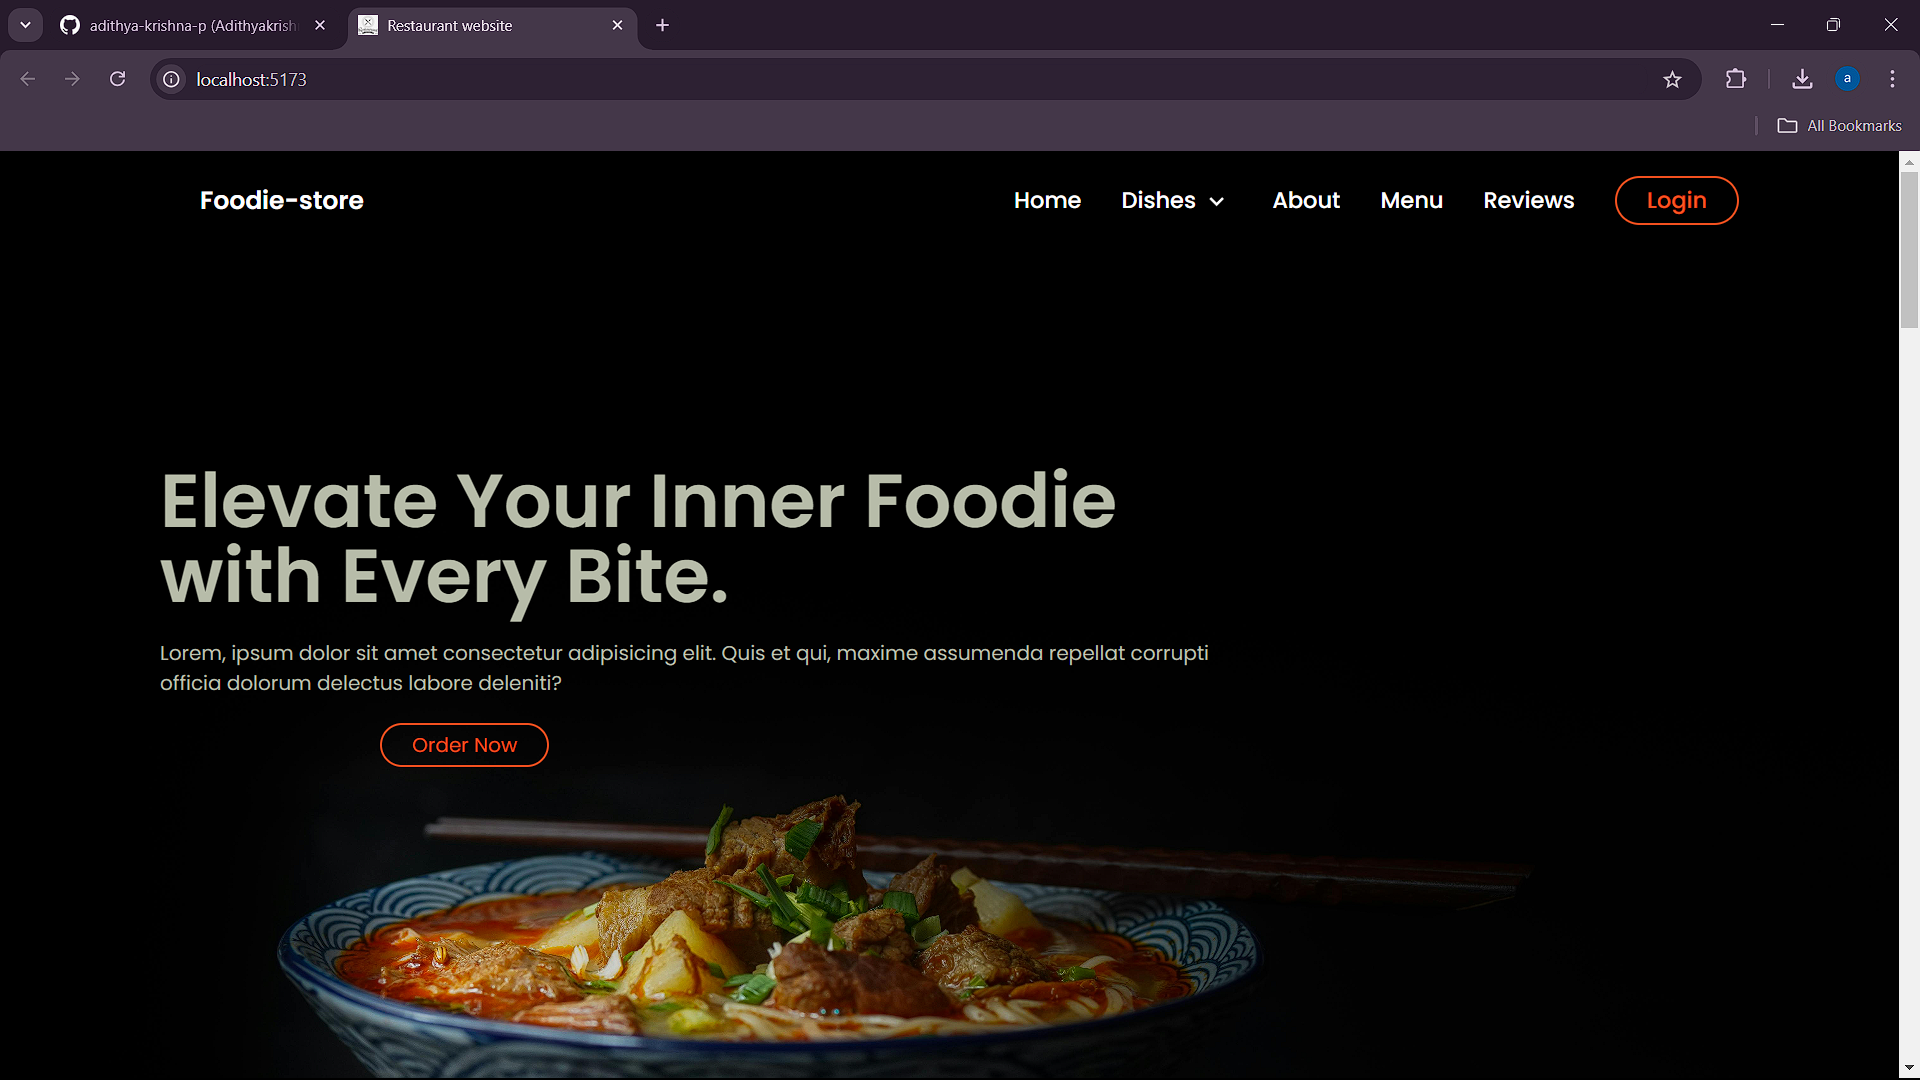 adithya-krishna-p (Adithyakrish
Restaurant website
localhost:5173
a
All Bookmarks
Foodie-store
Home
Dishes
About
Menu
Reviews
Login
Elevate Your Inner Foodie
with Every Bite.
Lorem, ipsum dolor sit amet consectetur adipisicing elit. Quis et qui, maxime assumenda repellat corrupti
officia dolorum delectus labore deleniti?
Order Now